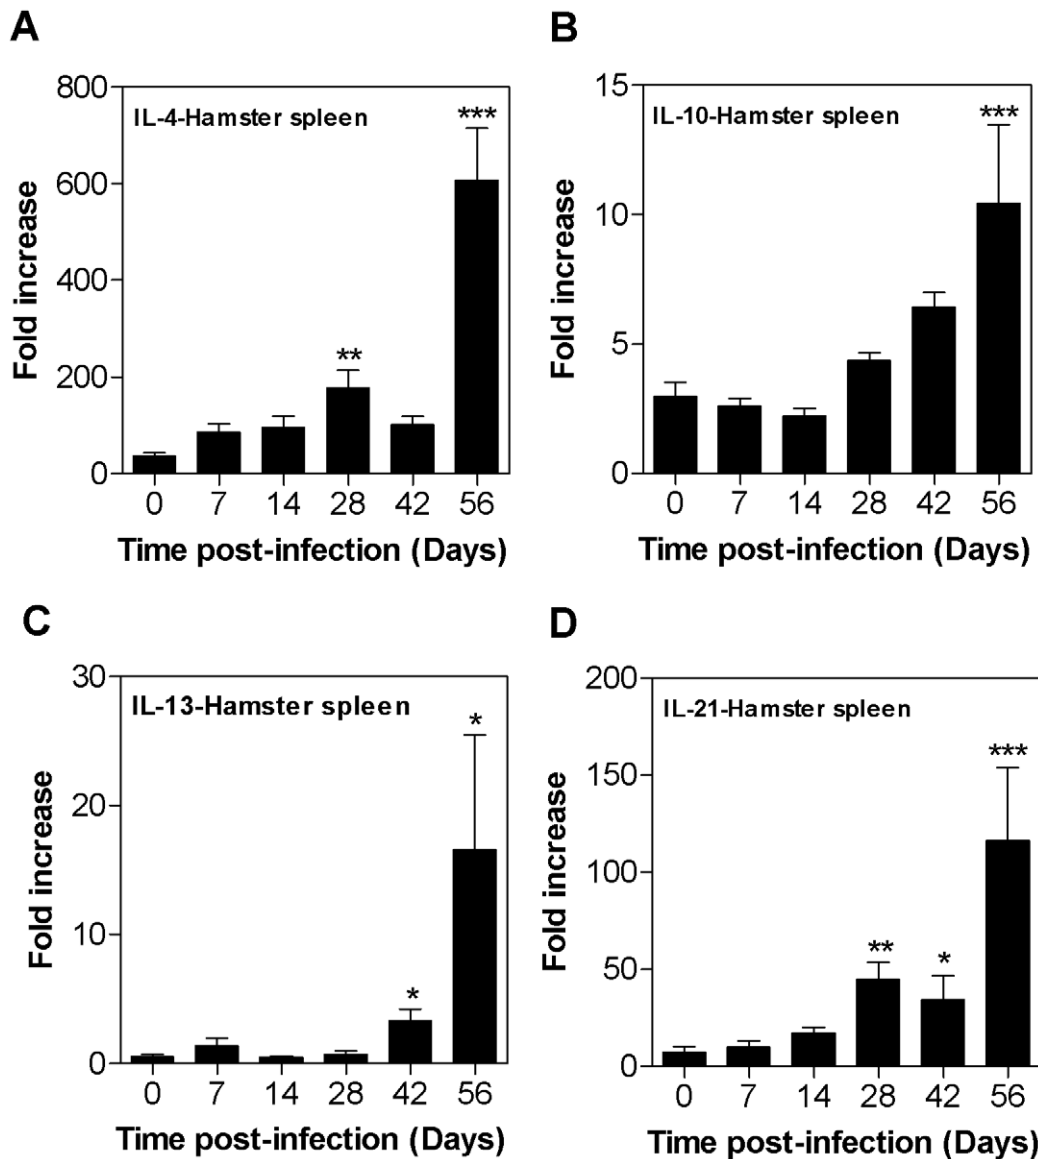 A
IL-4-Hamster spleen
Fold increase
800
600
400
200
0
**
***
0 7 14 28 42 56
Time post-infection (Days)
B
IL-10-Hamster spleen
Fold increase
15
10
5
0
***
0 7 14 28 42 56
Time post-infection (Days)
C
IL-13-Hamster spleen
Fold increase
30
20
10
0
*
*
0 7 14 28 42 56
Time post-infection (Days)
D
IL-21-Hamster spleen
Fold increase
200
150
100
50
0
**
*
***
0 7 14 28 42 56
Time post-infection (Days)